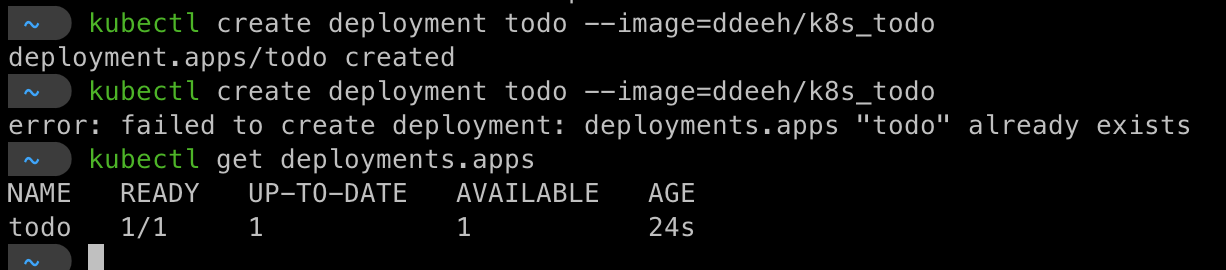 ~ kubectl create deployment todo --image=ddeeh/k8s_todo
deployment.apps/todo created
~ kubectl create deployment todo --image=ddeeh/k8s_todo
error: failed to create deployment: deployments.apps "todo" already exists
~ kubectl get deployments.apps
NAME   READY   UP-TO-DATE   AVAILABLE   AGE
todo   1/1     1            1           24s
~